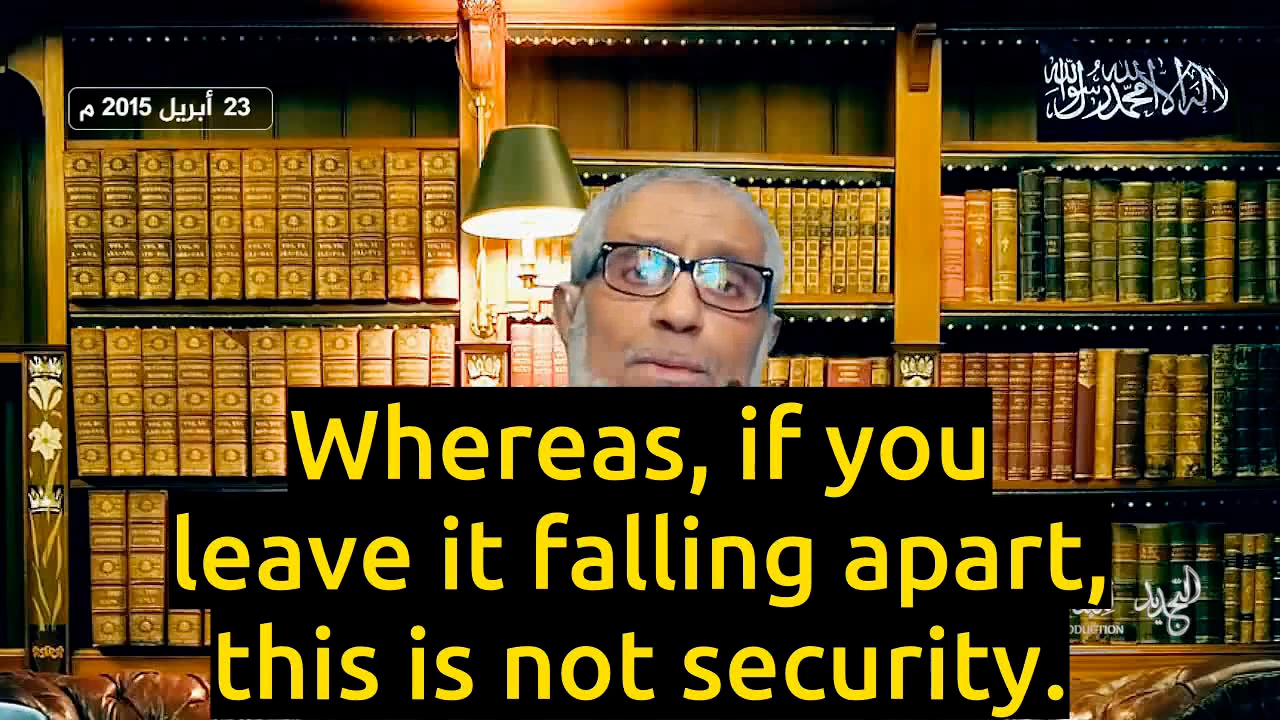 23 أبريل 2015 م
لا إله إلا الله محمد رسول الله
Whereas, if you
leave it falling apart,
this is not security.
التجديد